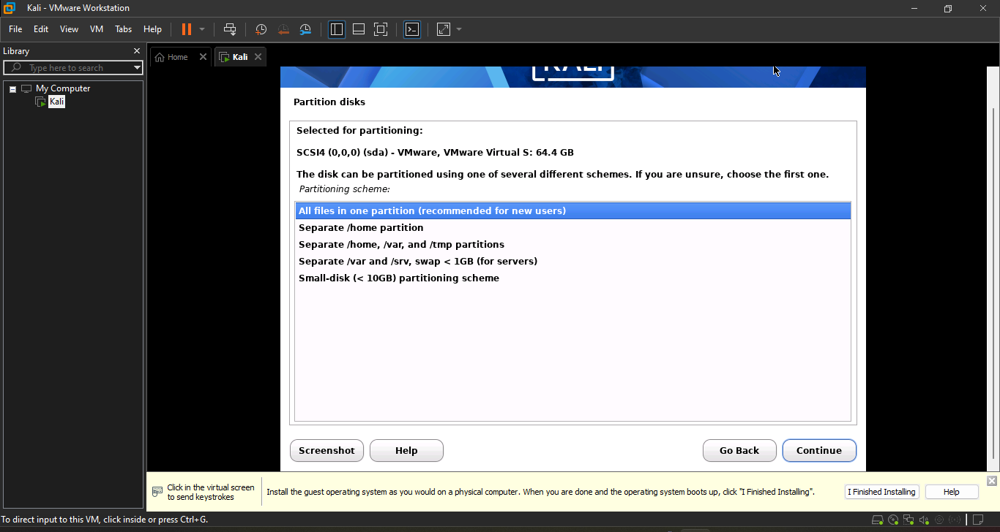 Kali - VMware Workstation
File Edit View VM Tabs Help
Library
Home
Kali
Type here to search
My Computer
Kali
KALI
Partition disks
Selected for partitioning:
SCSI4 (0,0,0) (sda) - VMware, VMware Virtual S: 64.4 GB
The disk can be partitioned using one of several different schemes. If you are unsure, choose the first one.
Partitioning scheme:
All files in one partition (recommended for new users)
Separate /home partition
Separate /home, /var, and /tmp partitions
Separate /var and /srv, swap < 1GB (for servers)
Small-disk (< 10GB) partitioning scheme
Screenshot Help Go Back Continue
Click in the virtual screen
to send keystrokes
Install the guest operating system as you would on a physical computer. When you are done and the operating system boots up, click "I Finished Installing".
I Finished Installing
Help
To direct input to this VM, click inside or press Ctrl+G.